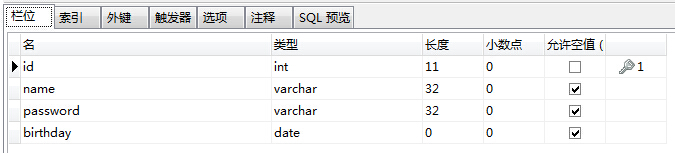 栏位 索引 外键 触发器 选项 注释 SQL 预览
名 类型 长度 小数点 允许空值 (
id int 11 0 1
name varchar 32 0
password varchar 32 0
birthday date 0 0